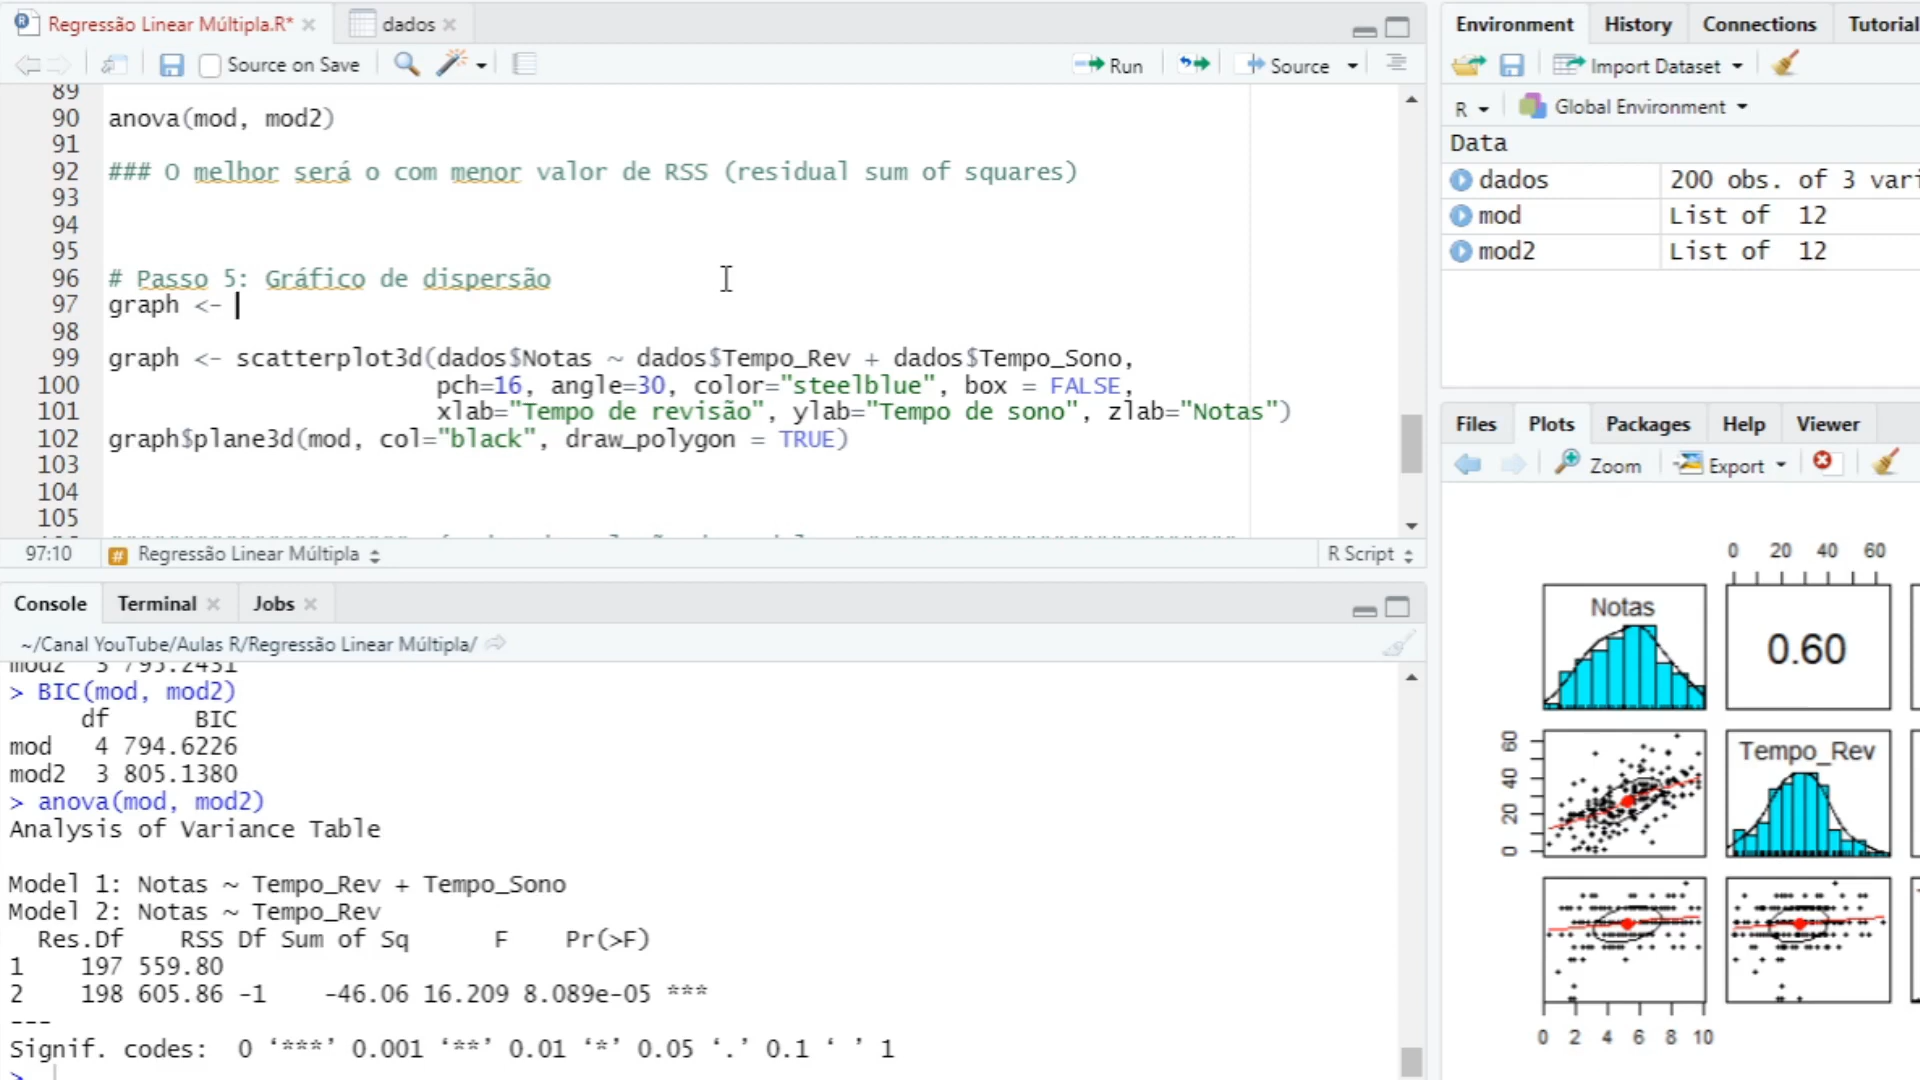 Regressão Linear Múltipla.R* dados
Source on Save Run Source
89
90 anova(mod, mod2)
91
92 ### O melhor será o com menor valor de RSS (residual sum of squares)
93
94
95
96 # Passo 5: Gráfico de dispersão
97 graph <-
98
99 graph <- scatterplot3d(dados$Notas ~ dados$Tempo_Rev + dados$Tempo_Sono,
100 pch=16, angle=30, color="steelblue", box = FALSE,
101 xlab="Tempo de revisão", ylab="Tempo de sono", zlab="Notas")
102 graph$plane3d(mod, col="black", draw_polygon = TRUE)
103
104
105
97:10 # Regressão Linear Múltipla R Script
Console Terminal Jobs
~/Canal YouTube/Aulas R/Regressão Linear Múltipla/
mod2 3 795.2431
> BIC(mod, mod2)
df BIC
mod 4 794.6226
mod2 3 805.1380
> anova(mod, mod2)
Analysis of Variance Table
Model 1: Notas ~ Tempo_Rev + Tempo_Sono
Model 2: Notas ~ Tempo_Rev
Res.Df RSS Df Sum of Sq F Pr(>F)
1 197 559.80
2 198 605.86 -1 -46.06 16.209 8.089e-05 ***
---
Signif. codes: 0 ‘***’ 0.001 ‘**’ 0.01 ‘*’ 0.05 ‘.’ 0.1 ‘ ’ 1
>
Environment History Connections Tutorial
Import Dataset
R Global Environment
Data
dados 200 obs. of 3 vari
mod List of 12
mod2 List of 12
Files Plots Packages Help Viewer
Zoom Export
0 20 40 60
Notas
0.60
60
40
20
0
Tempo_Rev
0 2 4 6 8 10